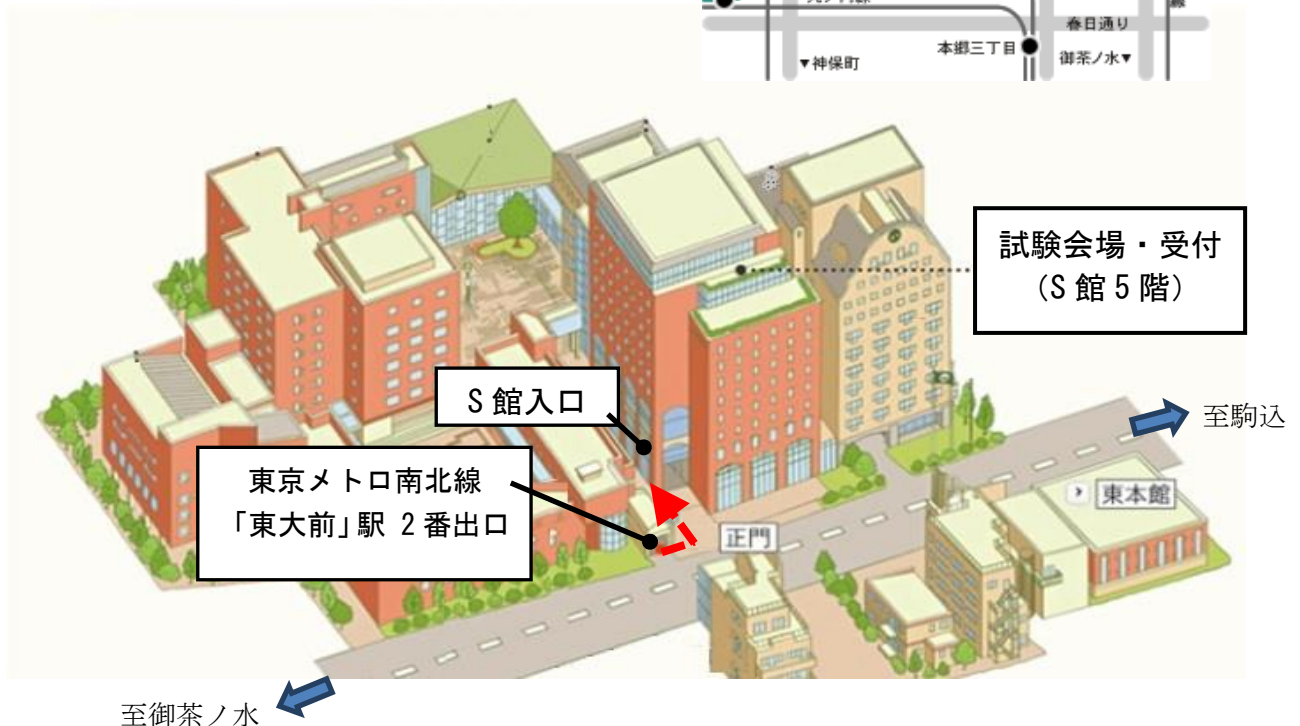 春日通り
本郷三丁目
御茶ノ水▼
▼神保町
試験会場・受付
(S館5階)
S館入口
至駒込
東京メトロ南北線
「東大前」駅 2番出口
東本館
正門
至御茶ノ水